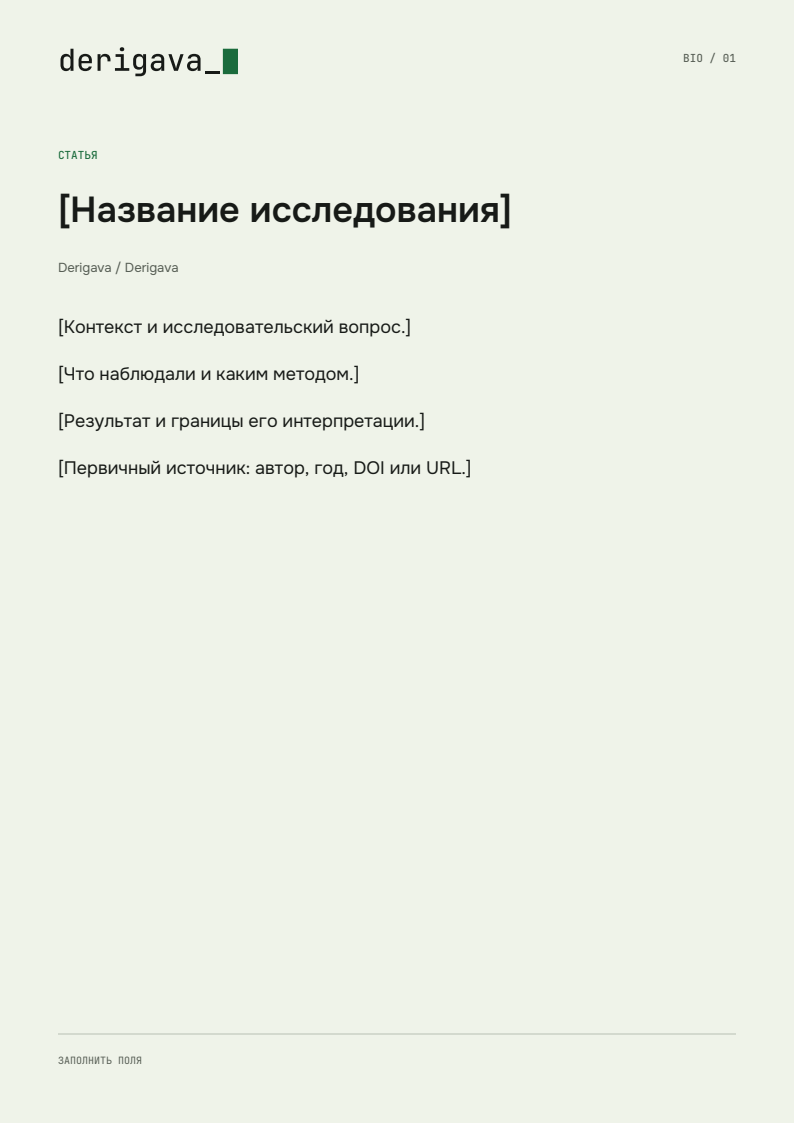 derigava_
BIO / 01
СТАТЬЯ
[Название исследования]
Derigava / Derigava
[Контекст и исследовательский вопрос.]
[Что наблюдали и каким методом.]
[Результат и границы его интерпретации.]
[Первичный источник: автор, год, DOI или URL.]
ЗАПОЛНИТЬ ПОЛЯ